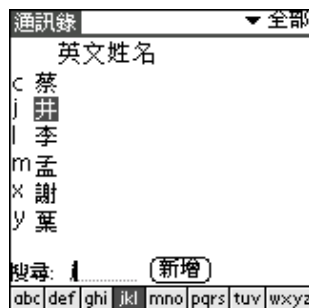 通訊錄 ▼ 全部
英文姓名
c 蔡
j 井
l 李
m 孟
x 謝
y 葉
搜尋: j 新增
abc def ghi jkl mno pqrs tuv wxyz